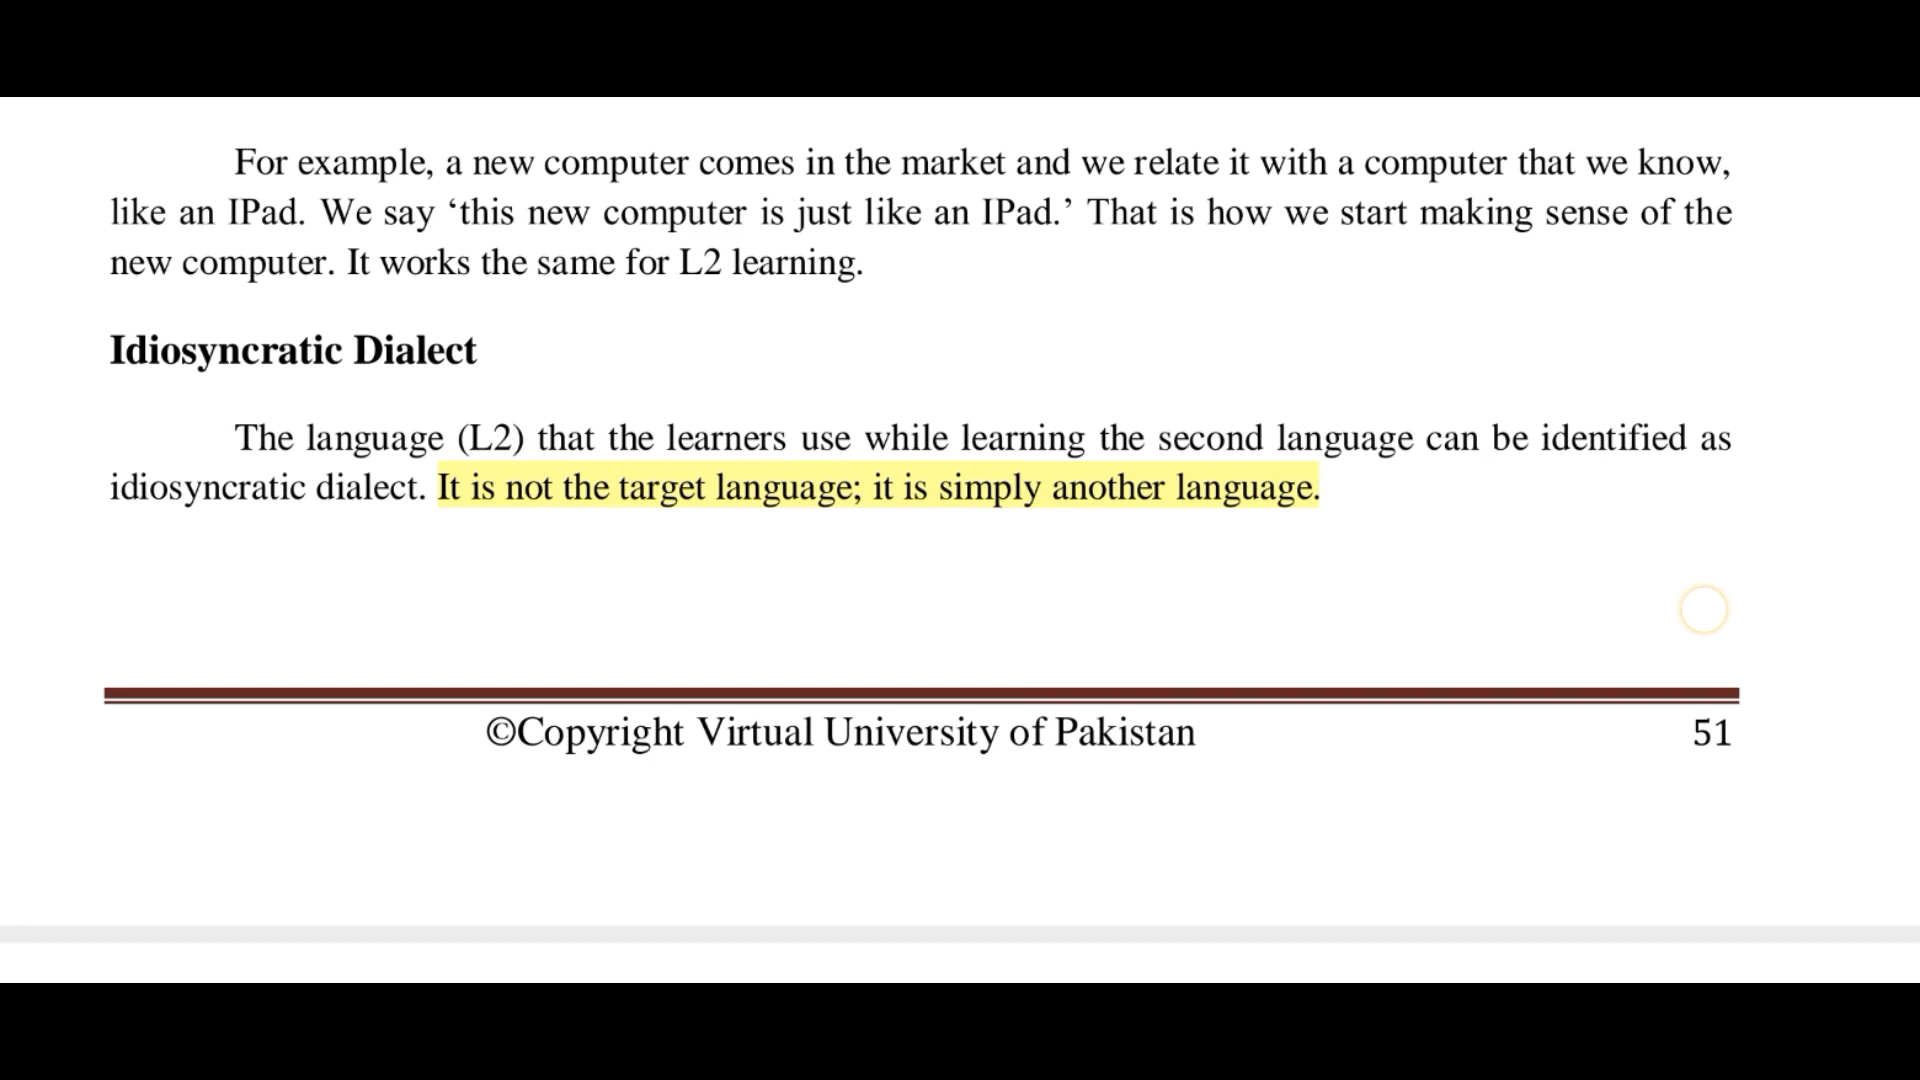 For example, a new computer comes in the market and we relate it with a computer that we know,
like an IPad. We say ‘this new computer is just like an IPad.’ That is how we start making sense of the
new computer. It works the same for L2 learning.
Idiosyncratic Dialect
The language (L2) that the learners use while learning the second language can be identified as
idiosyncratic dialect. It is not the target language; it is simply another language.
©Copyright Virtual University of Pakistan 51